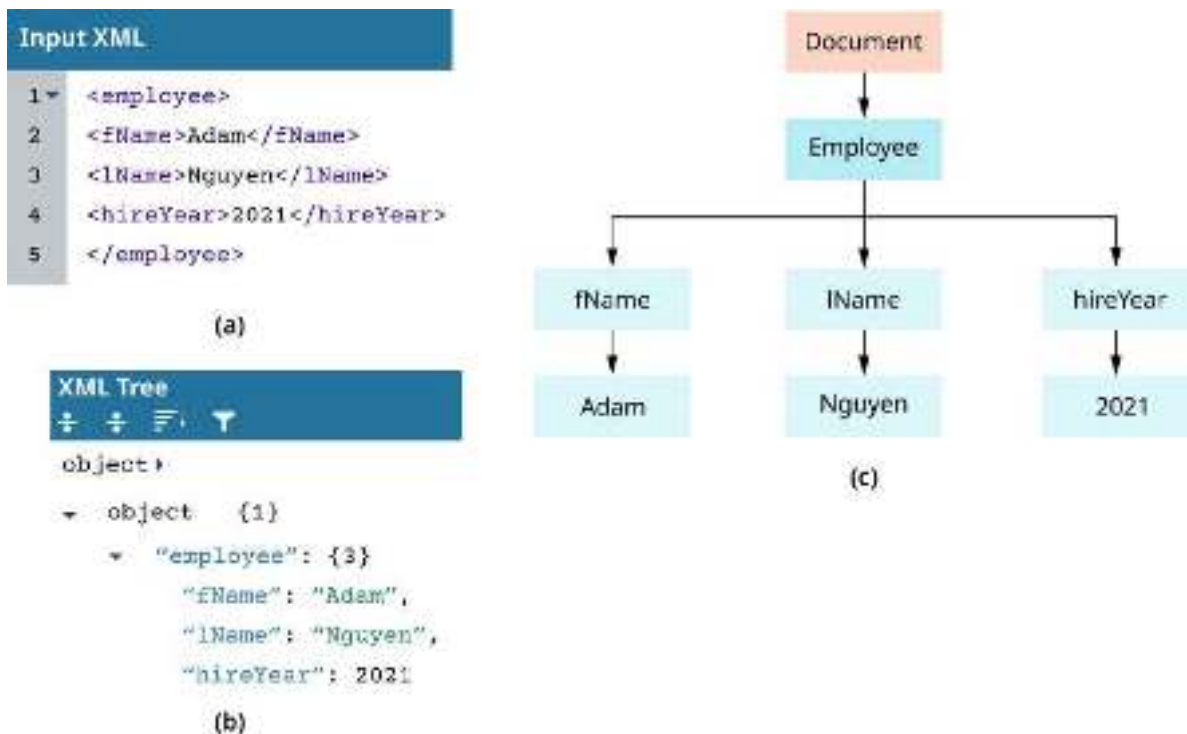 Input XML
1 <employee>
2 <fName>Adam</fName>
3 <lName>Nguyen</lName>
4 <hireYear>2021</hireYear>
5 </employee>
(a)
XML Tree
object
object {1}
“employee”: {3}
“fName”: “Adam”,
“lName”: “Nguyen”,
“hireYear”: 2021
(b)
Document
Employee
fName lName hireYear
Adam Nguyen 2021
(c)